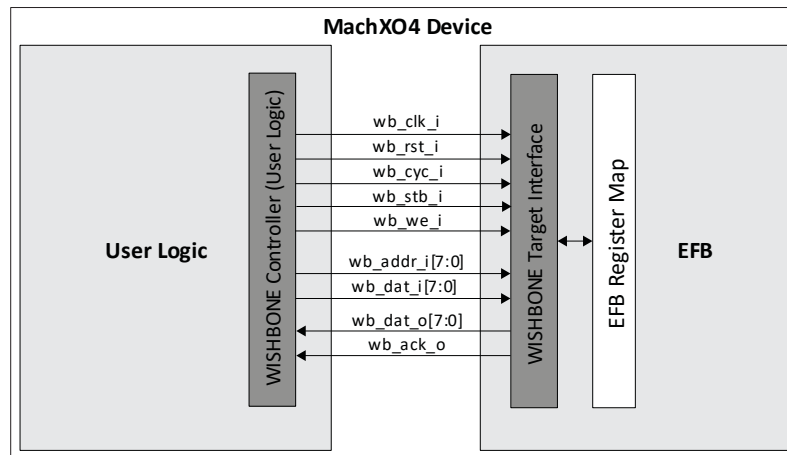 MachXO4 Device
User Logic
WISHBONE Controller (User Logic)
wb_clk_i
wb_rst_i
wb_cyc_i
wb_stb_i
wb_we_i
wb_addr_i[7:0]
wb_dat_i[7:0]
wb_dat_o[7:0]
wb_ack_o
WISHBONE Target Interface
EFB Register Map
EFB